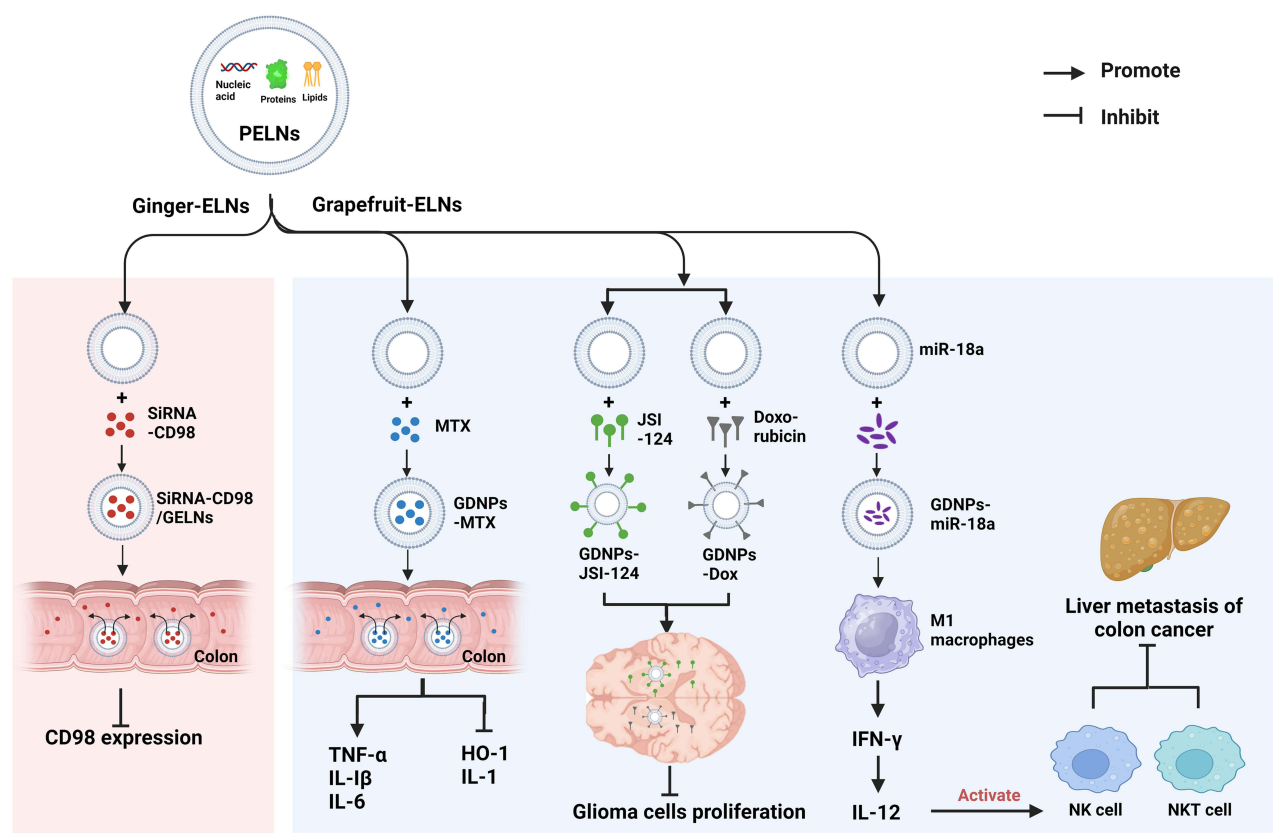 Nucleic
acid
Proteins
Lipids
PELNs
Promote
Inhibit
Ginger-ELNs
Grapefruit-ELNs
+
SiRNA
-CD98
SiRNA-CD98
/GELNs
Colon
CD98 expression
+
MTX
GDNPs
-MTX
Colon
TNF-α
IL-Iβ
IL-6
HO-1
IL-1
+
JSI
-124
GDNPs-
JSI-124
+
Doxo-
rubicin
GDNPs
-Dox
Glioma cells proliferation
miR-18a
+
GDNPs-
miR-18a
M1
macrophages
IFN-γ
IL-12
Activate
Liver metastasis of
colon cancer
NK cell
NKT cell